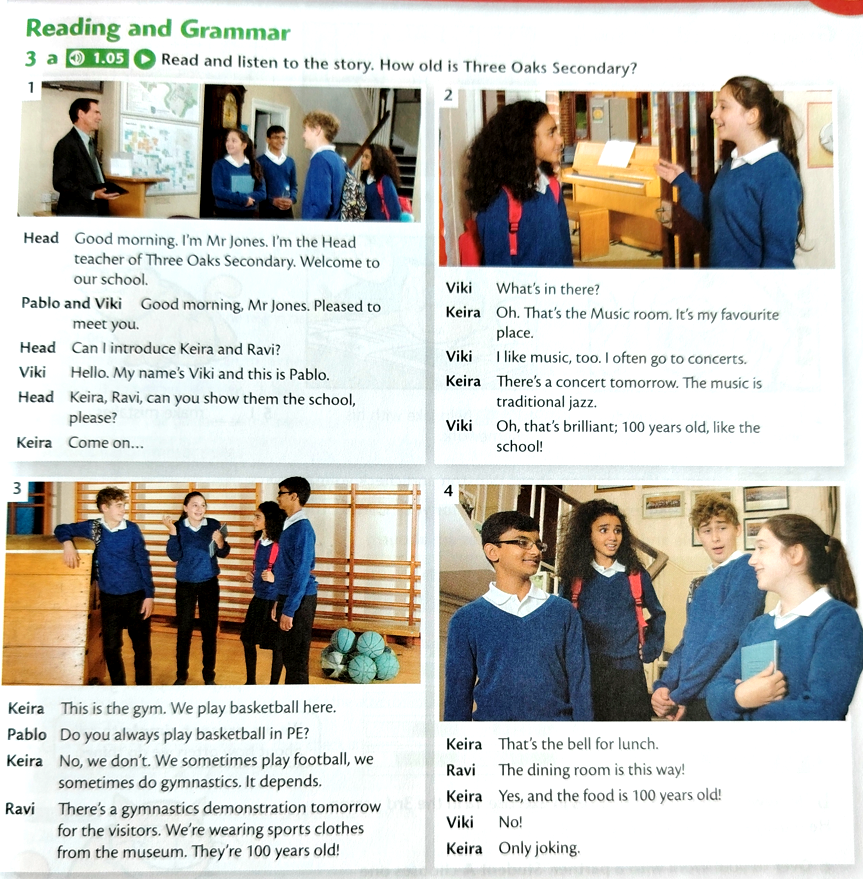 Reading and Grammar
3 a 1.05 Read and listen to the story. How old is Three Oaks Secondary?
1
Head Good morning. I'm Mr Jones. I'm the Head
teacher of Three Oaks Secondary. Welcome to
our school.
Pablo and Viki Good morning, Mr Jones. Pleased to
meet you.
Head Can I introduce Keira and Ravi?
Viki Hello. My name's Viki and this is Pablo.
Head Keira, Ravi, can you show them the school,
please?
Keira Come on...
2
Viki What's in there?
Keira Oh. That's the Music room. It's my favourite
place.
Viki I like music, too. I often go to concerts.
Keira There's a concert tomorrow. The music is
traditional jazz.
Viki Oh, that's brilliant; 100 years old, like the
school!
3
Keira This is the gym. We play basketball here.
Pablo Do you always play basketball in PE?
Keira No, we don't. We sometimes play football, we
sometimes do gymnastics. It depends.
Ravi There's a gymnastics demonstration tomorrow
for the visitors. We're wearing sports clothes
from the museum. They're 100 years old!
4
Keira That's the bell for lunch.
Ravi The dining room is this way!
Keira Yes, and the food is 100 years old!
Viki No!
Keira Only joking.